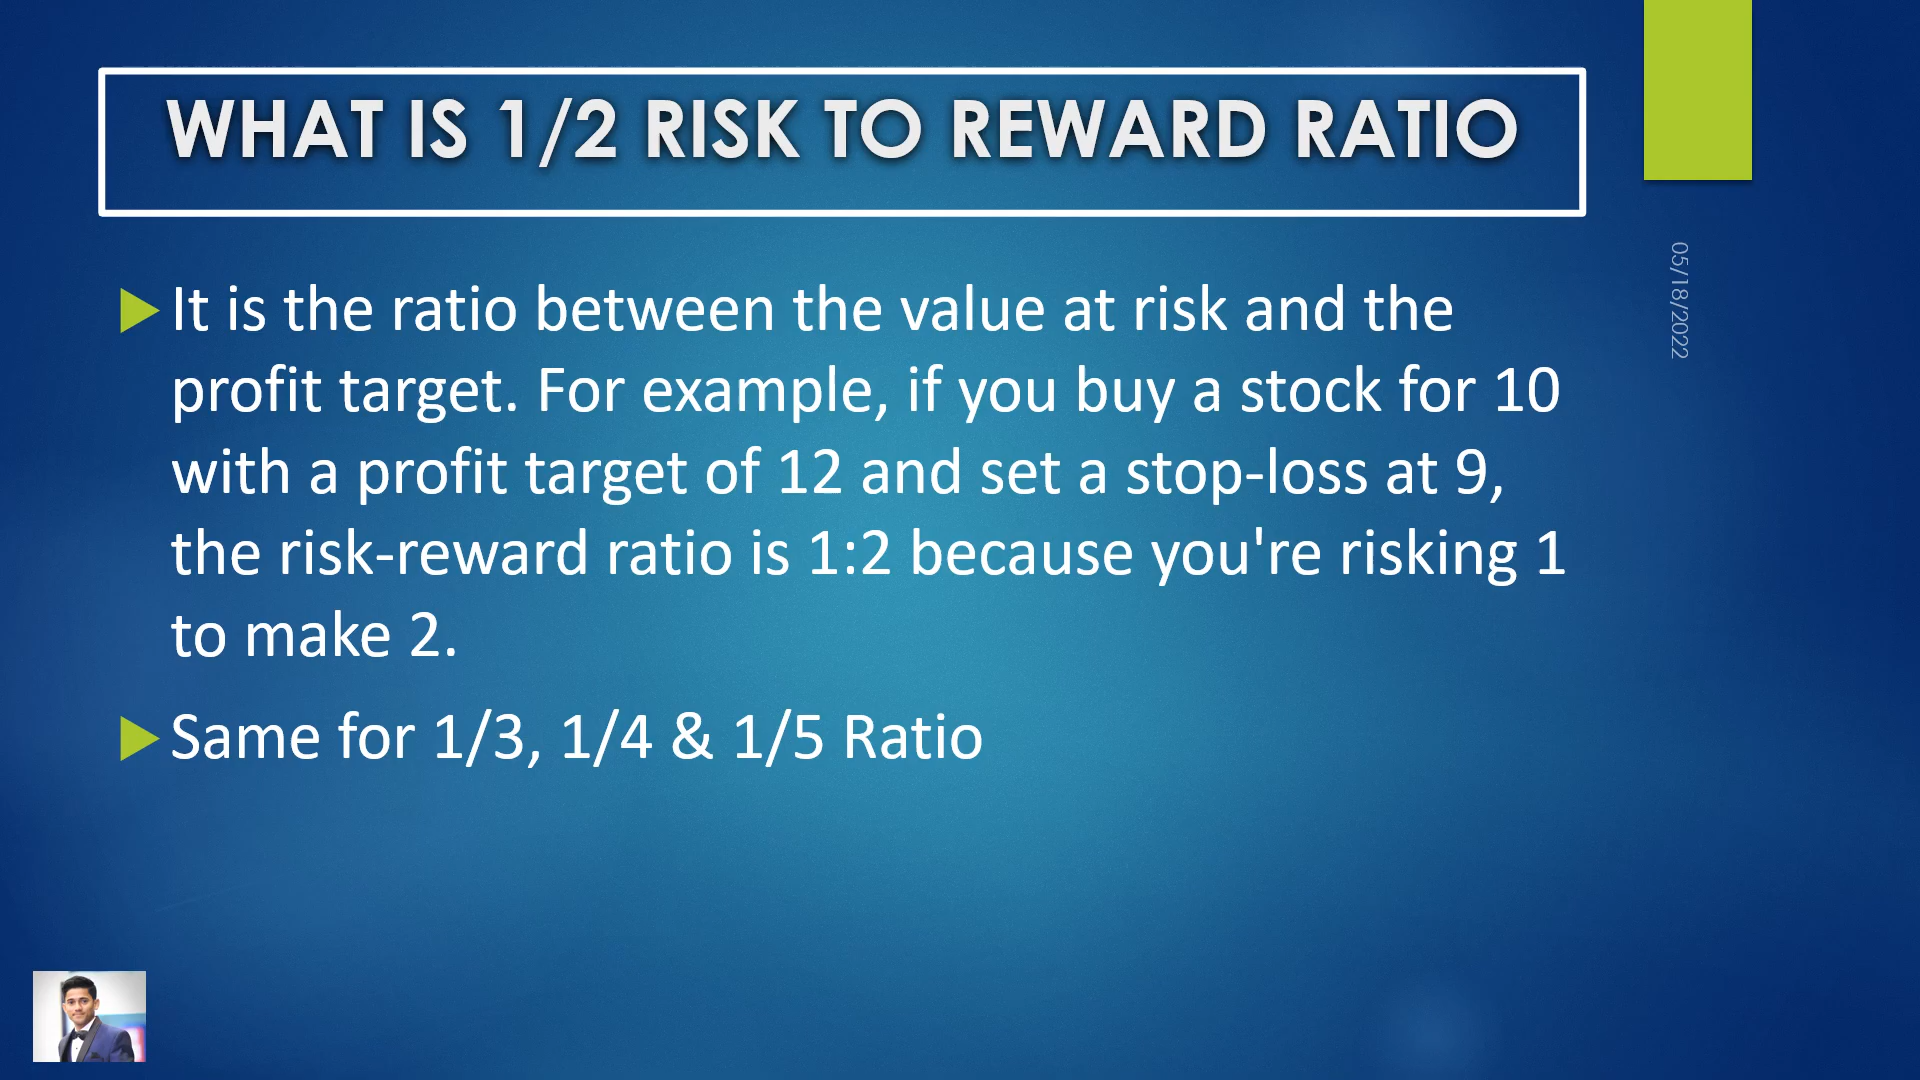 WHAT IS 1/2 RISK TO REWARD RATIO
05/18/2022
It is the ratio between the value at risk and the
profit target. For example, if you buy a stock for 10
with a profit target of 12 and set a stop-loss at 9,
the risk-reward ratio is 1:2 because you're risking 1
to make 2.
Same for 1/3, 1/4 & 1/5 Ratio